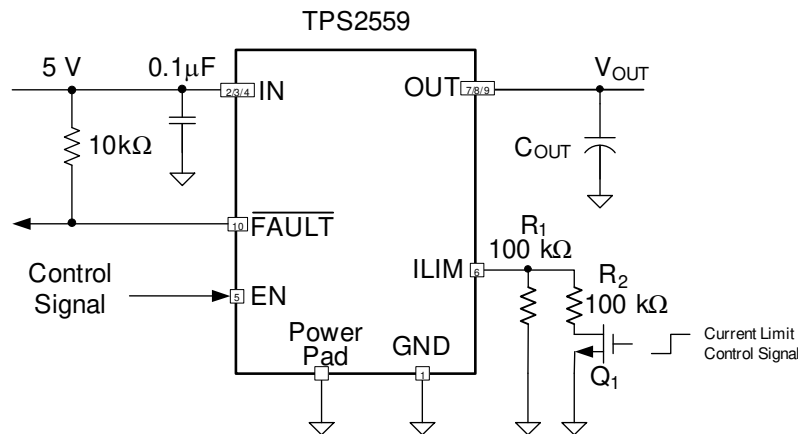 TPS2559
5 V
0.1μF
2/3/4 IN
OUT 7/8/9
VOUT
10kΩ
COUT
10 FAULT
R1
100 kΩ
ILIM 6
R2
100 kΩ
Control
Signal
5 EN
Power
Pad
GND
1
Q1
Current Limit
Control Signal